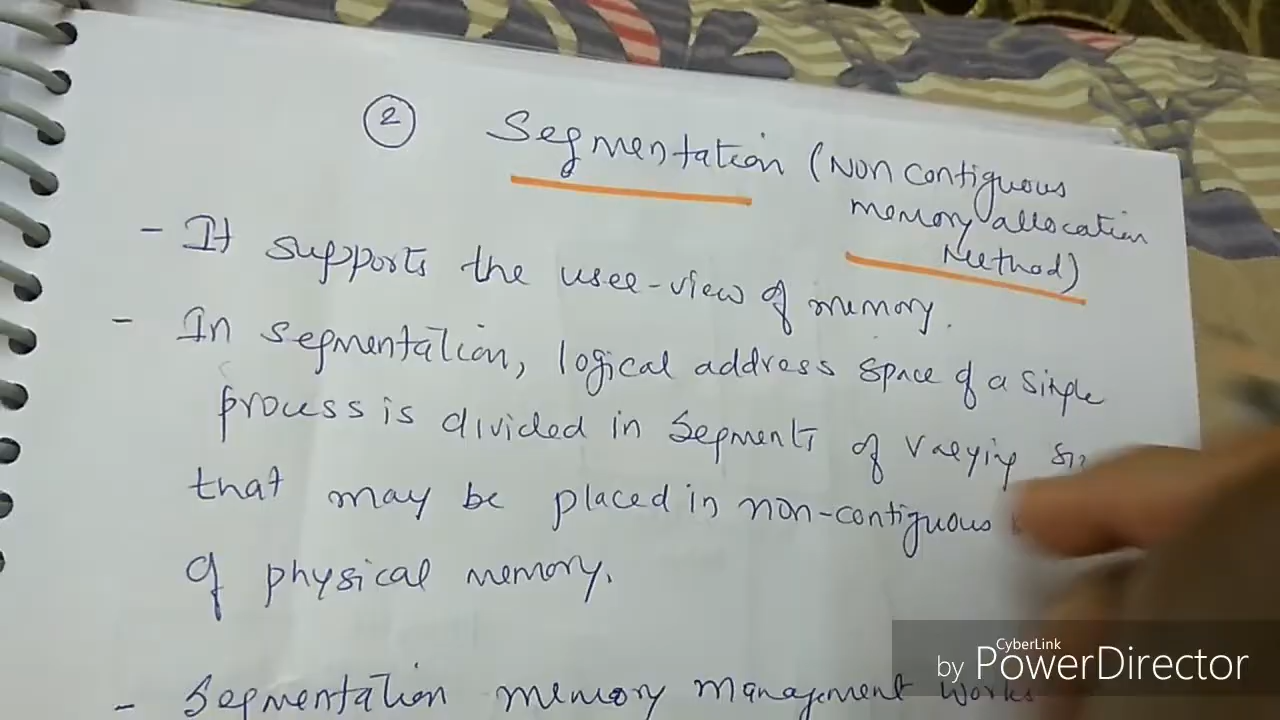 2 Segmentation (Non contiguous
memory allocation
Method)
- It supports the user-view of memory.
- In segmentation, logical address space of a single
process is divided in segments of varying
that may be placed in non-contiguous
of physical memory.
- Segmentation memory management works
CyberLink
by PowerDirector